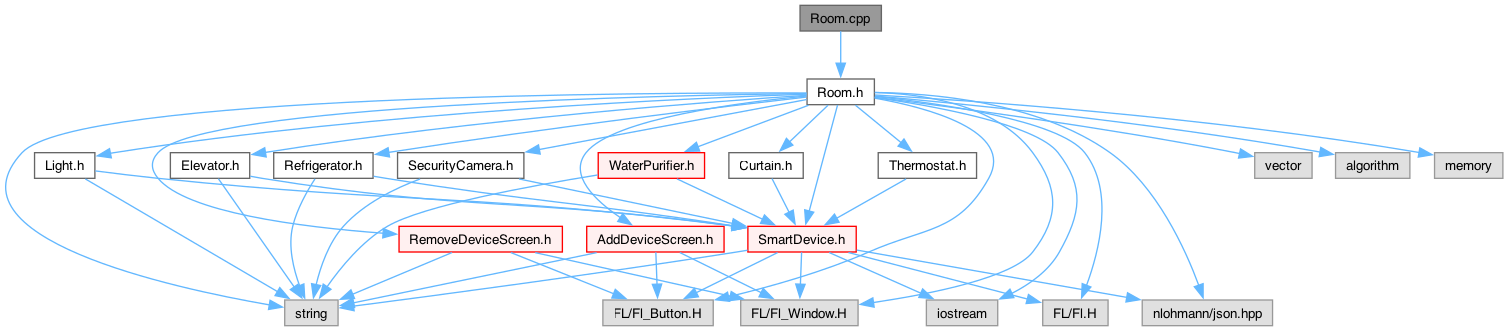 Room.cpp
Room.h
Light.h
Elevator.h
Refrigerator.h
SecurityCamera.h
WaterPurifier.h
Curtain.h
Thermostat.h
vector
algorithm
memory
RemoveDeviceScreen.h
AddDeviceScreen.h
SmartDevice.h
string
FL/Fl_Button.H
FL/Fl_Window.H
iostream
FL/Fl.H
nlohmann/json.hpp